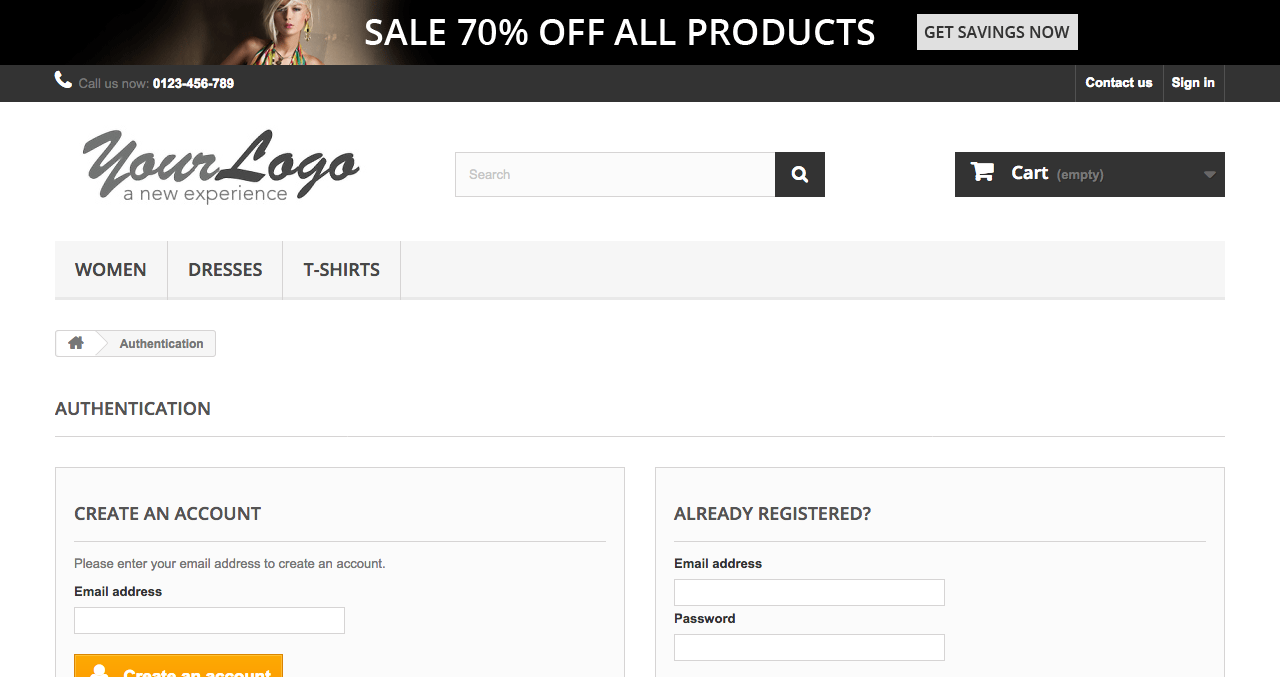 SALE 70% OFF ALL PRODUCTS GET SAVINGS NOW
Call us now: 0123-456-789 Contact us Sign in
YourLogo
a new experience
Search
Cart (empty)
WOMEN DRESSES T-SHIRTS
Authentication
AUTHENTICATION
CREATE AN ACCOUNT
Please enter your email address to create an account.
Email address
Create an account
ALREADY REGISTERED?
Email address
Password